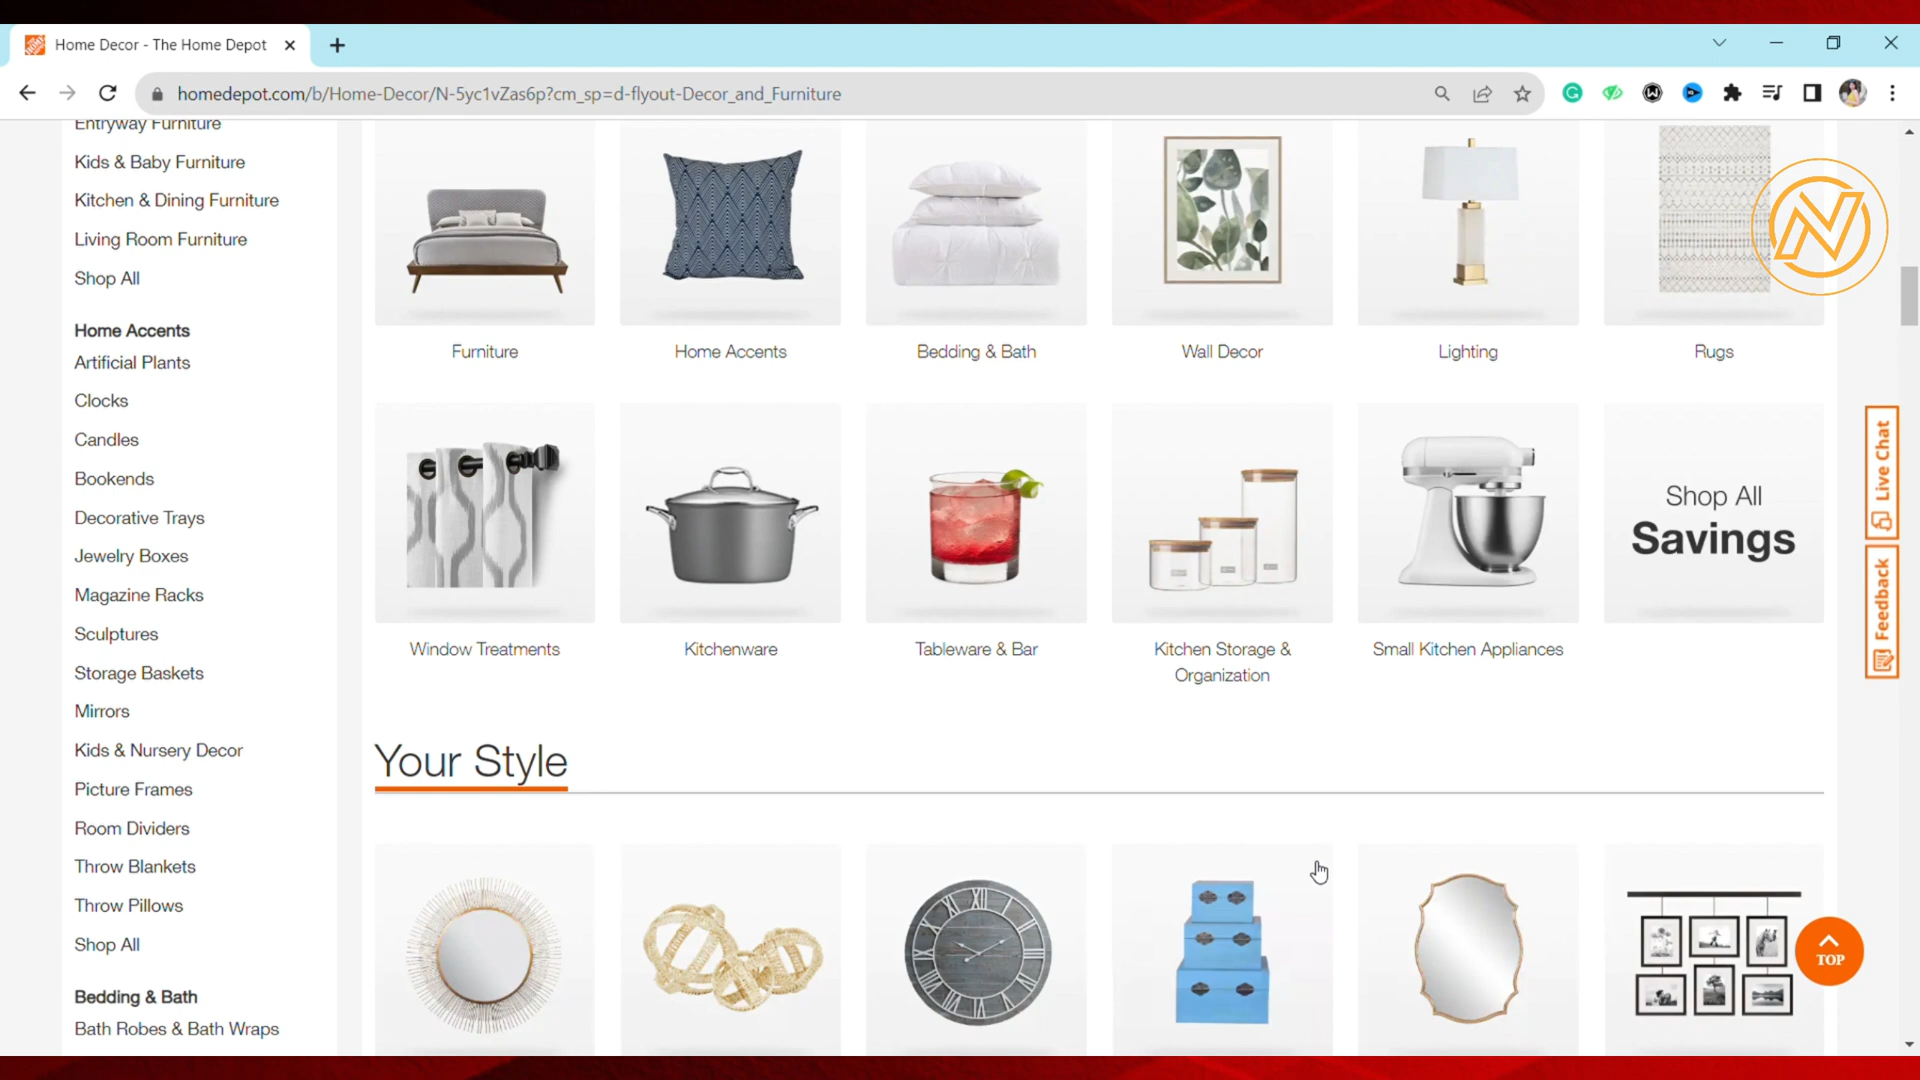 Home Decor - The Home Depot
homedepot.com/b/Home-Decor/N-5yc1vZas6p?cm_sp=d-flyout-Decor_and_Furniture
Entryway Furniture
Kids & Baby Furniture
Kitchen & Dining Furniture
Living Room Furniture
Shop All
Home Accents
Artificial Plants
Clocks
Candles
Bookends
Decorative Trays
Jewelry Boxes
Magazine Racks
Sculptures
Storage Baskets
Mirrors
Kids & Nursery Decor
Picture Frames
Room Dividers
Throw Blankets
Throw Pillows
Shop All
Bedding & Bath
Bath Robes & Bath Wraps
Furniture
Home Accents
Bedding & Bath
Wall Decor
Lighting
Rugs
Shop All
Savings
Window Treatments
Kitchenware
Tableware & Bar
Kitchen Storage &
Organization
Small Kitchen Appliances
Your Style
Live Chat
Feedback
TOP